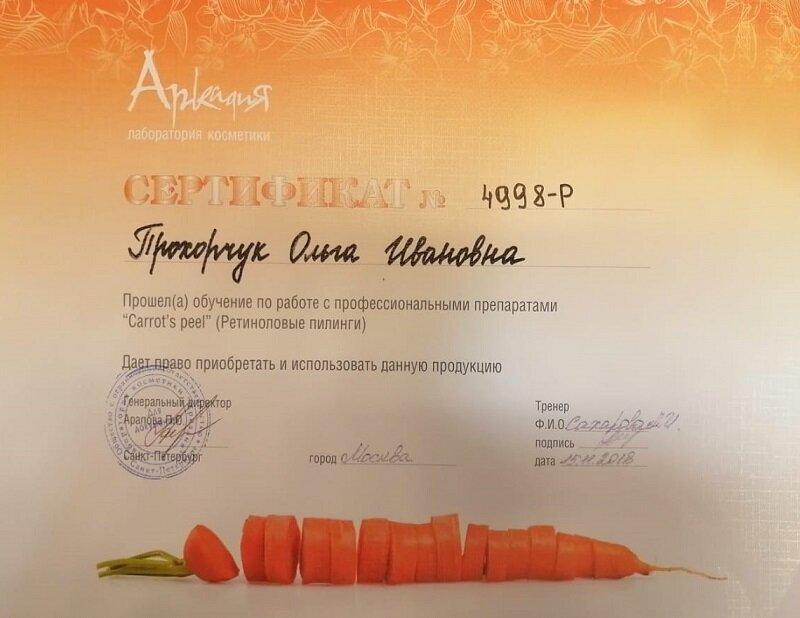 Аркадия
лаборатория косметики
СЕРТИФИКАТ № 4998-Р
Прохорчук Ольга Ивановна
Прошел(а) обучение по работе с профессиональными препаратами
“Carrot's peel” (Ретиноловые пилинги)
Дает право приобретать и использовать данную продукцию
Генеральный директор
Арапова П.О.
Санкт-Петербург
город Москва
Тренер
Ф.И.О.
подпись
дата 15.11.2018